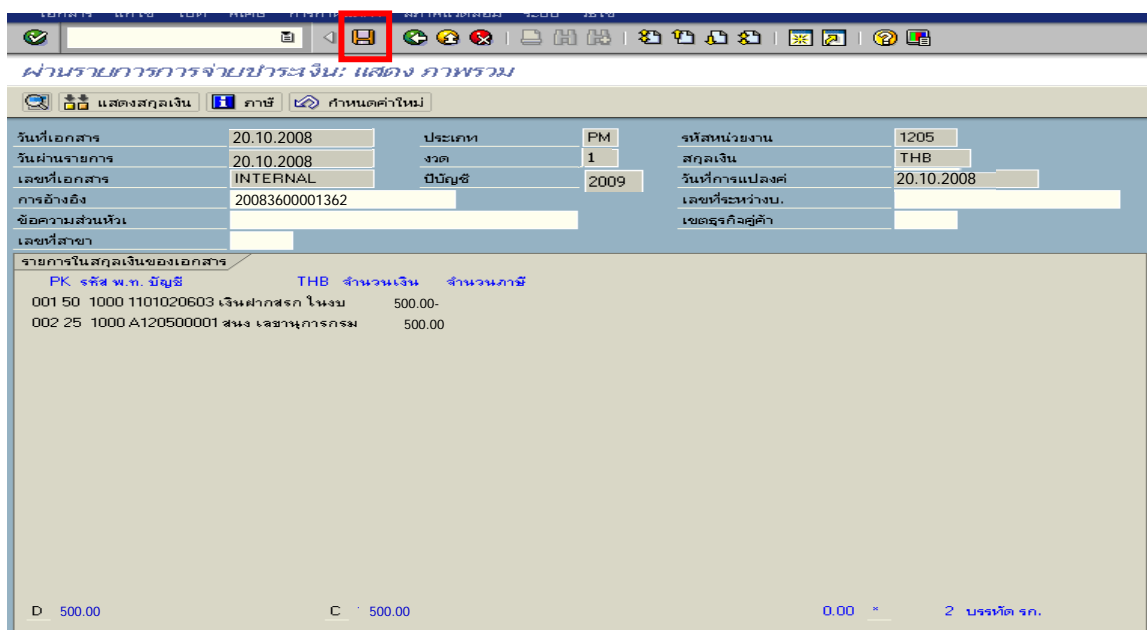 ผ่านรายการการจ่ายชำระเงิน: แสดง ภาพรวม
แสดงสกุลเงิน ภาษี กำหนดค่าใหม่
วันที่เอกสาร 20.10.2008 ประเภท PM รหัสหน่วยงาน 1205
วันผ่านรายการ 20.10.2008 งวด 1 สกุลเงิน THB
เลขที่เอกสาร INTERNAL ปีบัญชี 2009 วันที่การแปลงค่ 20.10.2008
การอ้างอิง 20083600001362 เลขที่ระหว่างบ.
ข้อความส่วนหัวเ เขตธุรกิจคู่ค้า
เลขที่สาขา
รายการในสกุลเงินของเอกสาร
PK รหัส พ.ท. บัญชี THB จำนวนเงิน จำนวนภาษี
001 50 1000 1101020603 เงินฝากสรก ในงบ 500.00-
002 25 1000 A120500001 สนง เลขานุการกรม 500.00
D 500.00 C 500.00 0.00 * 2 บรรทัด รก.